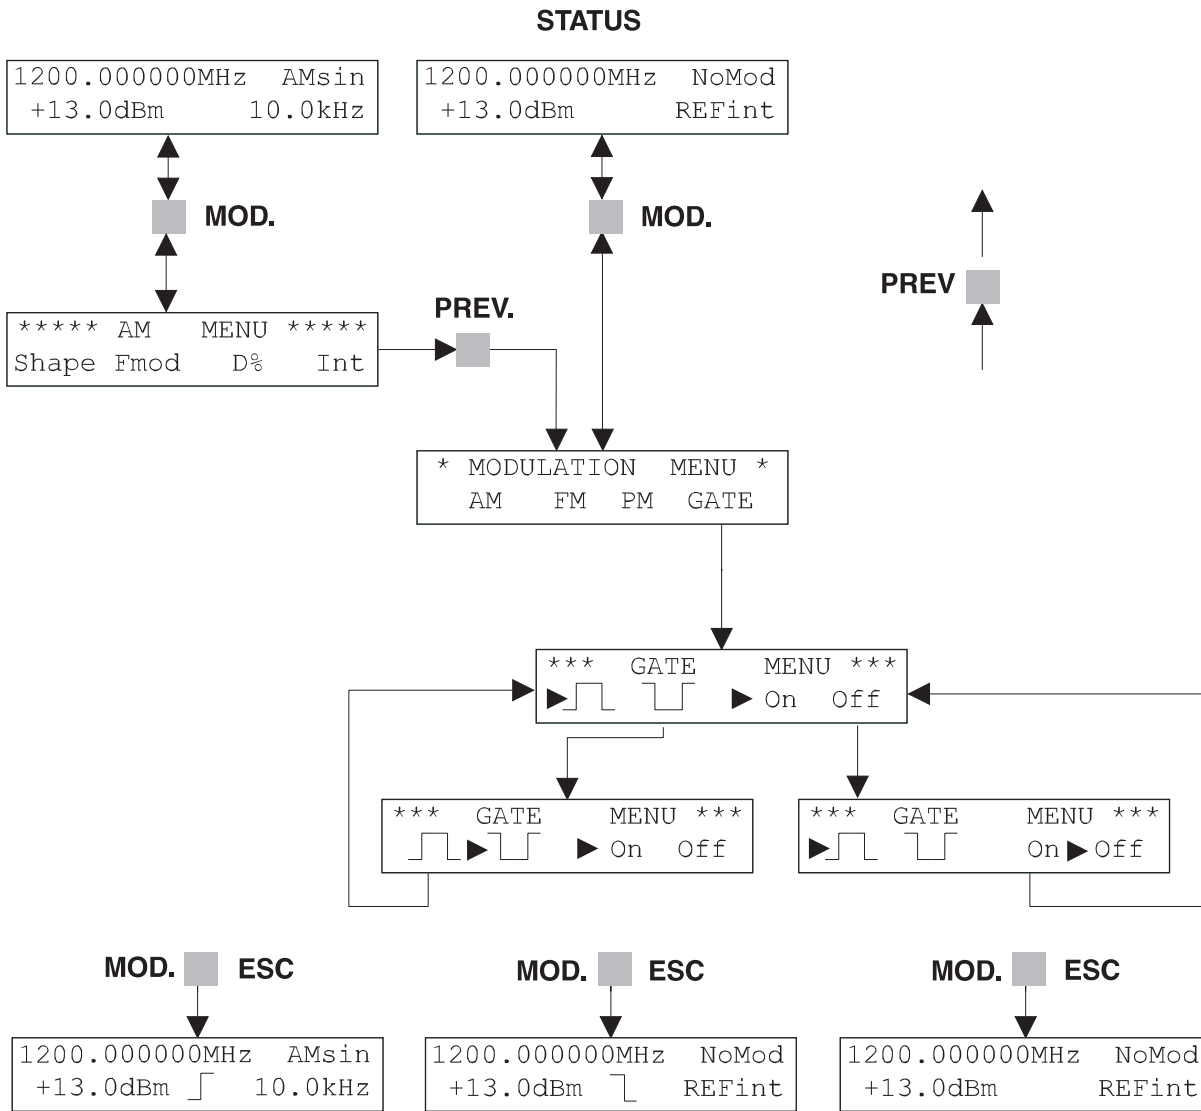 STATUS
1200.000000MHz AMsin
+13.0dBm 10.0kHz
1200.000000MHz NoMod
+13.0dBm REFint
MOD.
MOD.
PREV
PREV.
***** AM MENU *****
Shape Fmod D% Int
* MODULATION MENU *
AM FM PM GATE
*** GATE MENU ***
On Off
*** GATE MENU ***
On Off
*** GATE MENU ***
On Off
MOD. ESC
MOD. ESC
MOD. ESC
1200.000000MHz AMsin
+13.0dBm 10.0kHz
1200.000000MHz NoMod
+13.0dBm REFint
1200.000000MHz NoMod
+13.0dBm REFint